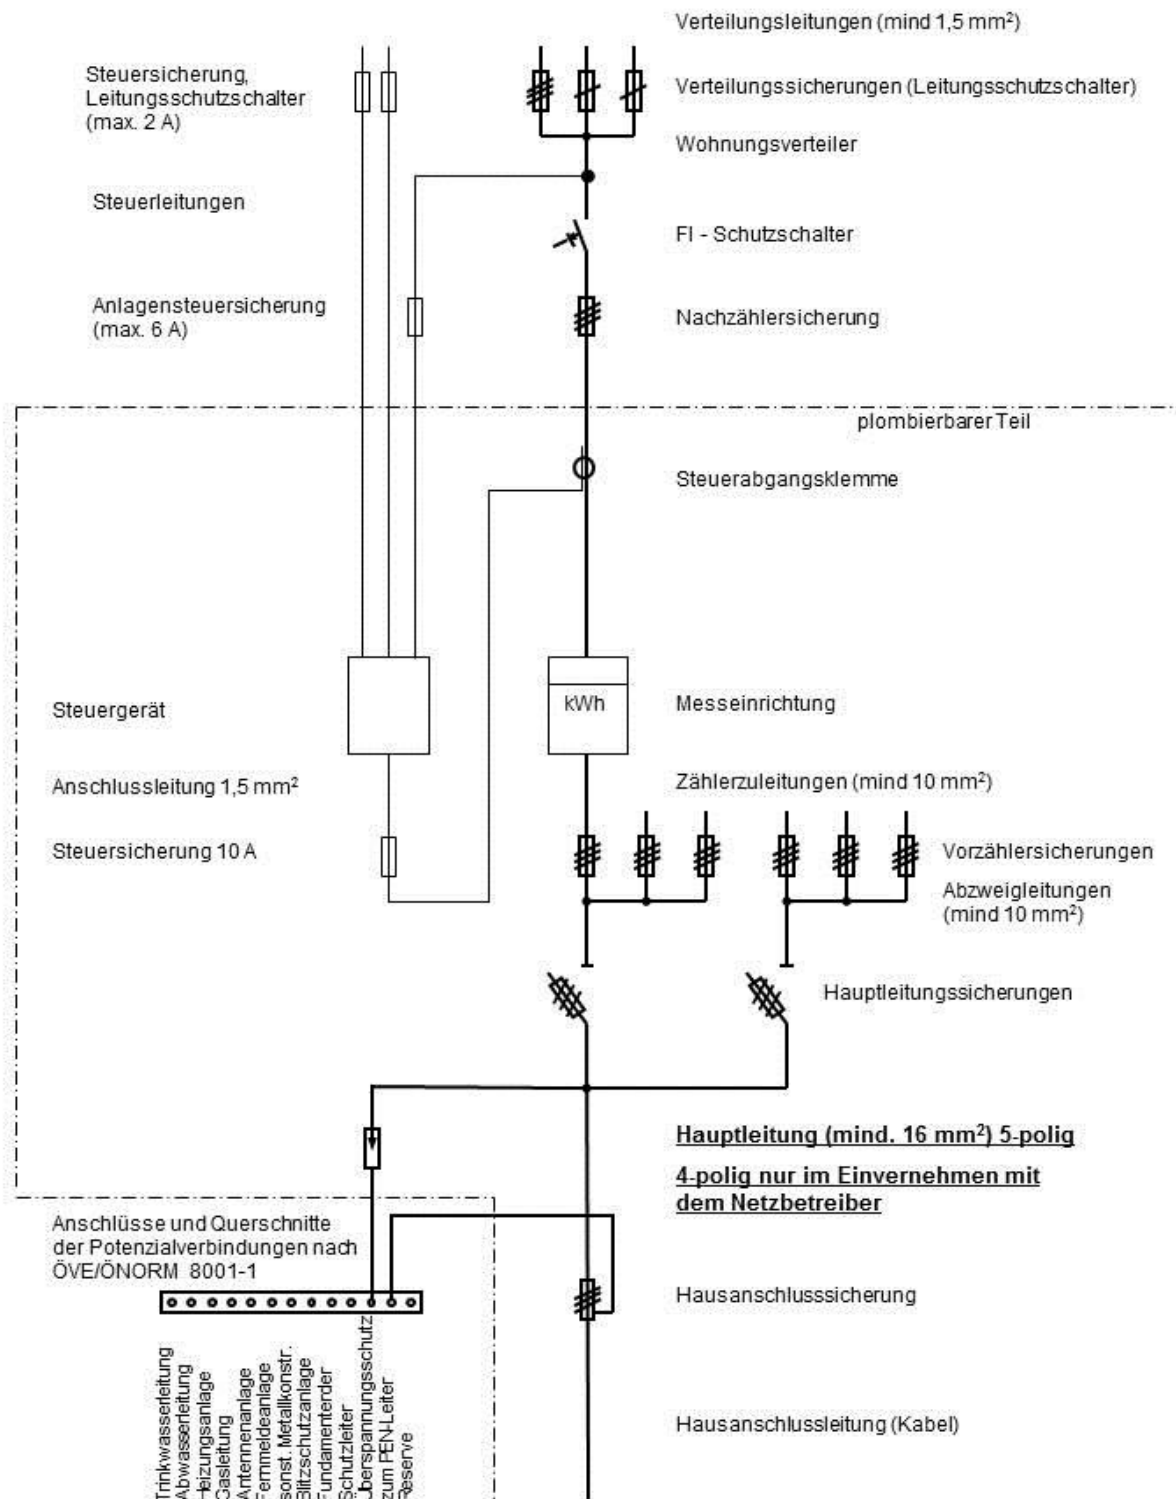 Verteilungsleitungen (mind 1,5 mm²)
Steuersicherung,
Leitungsschutzschalter
(max. 2 A)
Verteilungssicherungen (Leitungsschutzschalter)
Wohnungsverteiler
Steuerleitungen
FI - Schutzschalter
Anlagensteuersicherung
(max. 6 A)
Nachzählersicherung
plombierbarer Teil
Steuerabgangsklemme
Steuergerät
kWh
Messeinrichtung
Anschlussleitung 1,5 mm²
Zählerzuleitungen (mind 10 mm²)
Steuersicherung 10 A
Vorzählersicherungen
Abzweigleitungen
(mind 10 mm²)
Hauptleitungssicherungen
Hauptleitung (mind. 16 mm²) 5-polig
4-polig nur im Einvernehmen mit
dem Netzbetreiber
Anschlüsse und Querschnitte
der Potenzialverbindungen nach
ÖVE/ÖNORM 8001-1
Hausanschlusssicherung
Trinkwasserleitung
Abwasserleitung
Heizungsanlage
Gasleitung
Antennenanlage
Fernmeldeanlage
sonst. Metallkonstr.
Blitzschutzanlage
Fundamenterder
Schutzleiter
Überspannungsschutz
zum PEN-Leiter
Reserve
Hausanschlussleitung (Kabel)